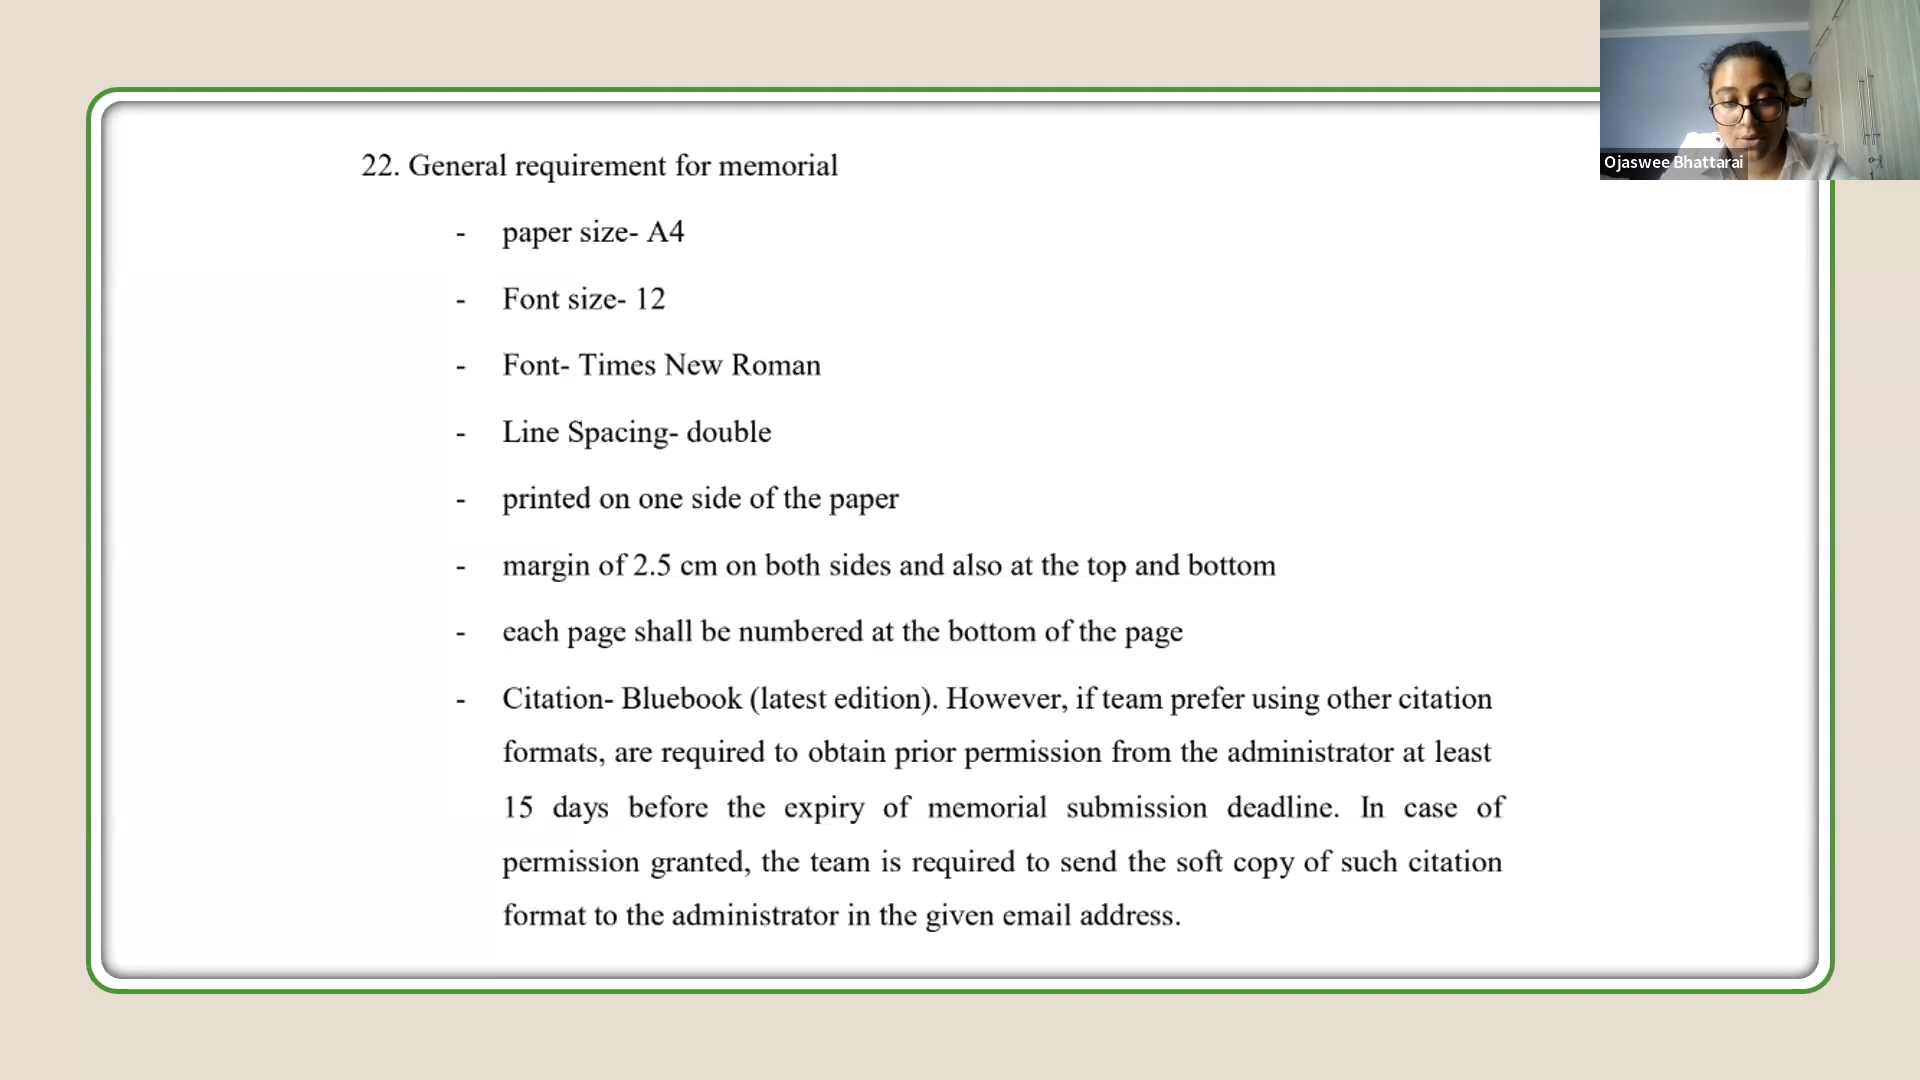 Ojaswee Bhattarai
22. General requirement for memorial
- paper size- A4
- Font size- 12
- Font- Times New Roman
- Line Spacing- double
- printed on one side of the paper
- margin of 2.5 cm on both sides and also at the top and bottom
- each page shall be numbered at the bottom of the page
- Citation- Bluebook (latest edition). However, if team prefer using other citation
formats, are required to obtain prior permission from the administrator at least
15 days before the expiry of memorial submission deadline. In case of
permission granted, the team is required to send the soft copy of such citation
format to the administrator in the given email address.